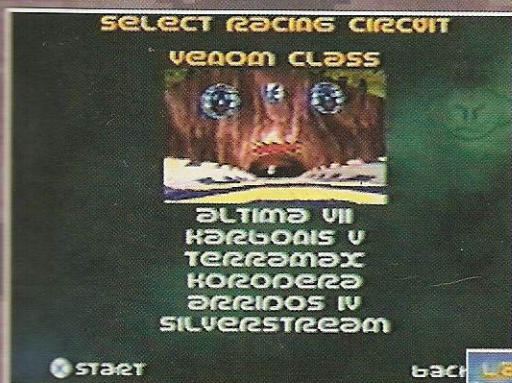 SELECT RACING CIRCUIT
VENOM CLASS
ALTIMA VII
KARBONIS V
TERRAMAX
KORODERA
ARRIDOS IV
SILVERSTREAM
X START
BACK